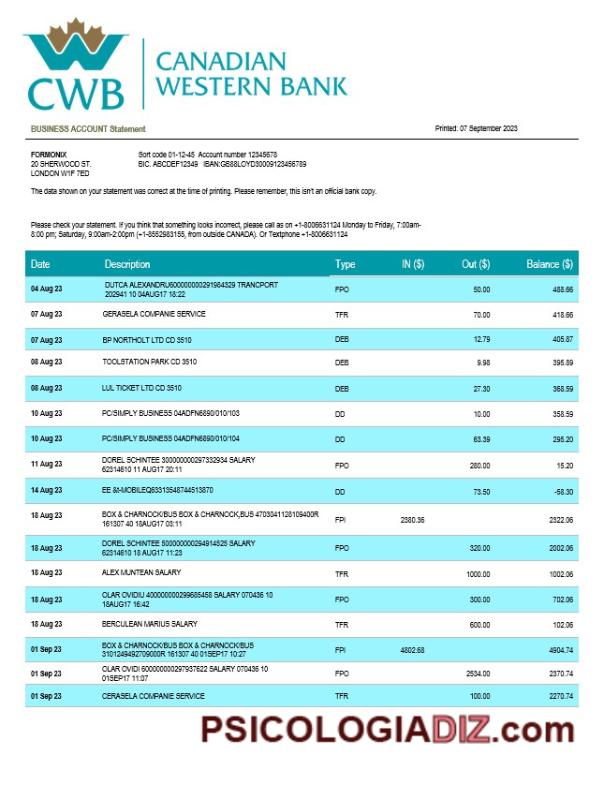 CWB
CANADIAN
WESTERN BANK
BUSINESS ACCOUNT Statement
Printed: 07 September 2023
FORMONIX
20 SHERWOOD ST.
LONDON W1F 7ED
Sort code 01-12-45 Account number 12345678
BIC. ABCDEF12349 IBAN:GB88LOYD30009123456789
The data shown on your statement was correct at the time of printing. Please remember, this isn't an official bank copy.
Please check your statement. If you think that something looks incorrect, please call as on +1-8006631124 Monday to Friday, 7:00am-
8:00 pm; Saturday, 9:00am-2:00pm (+1-8552983155, from outside CANADA). Or Textphone +1-8006631124
Date Description Type IN ($) Out ($) Balance ($)
04 Aug 23 DUTCA ALEXANDRU600000000291984329 TRANCPORT
202941 10 04AUG17 18:22 FPO 50.00 488.66
07 Aug 23 GERASELA COMPANIE SERVICE TFR 70.00 418.66
07 Aug 23 BP NORTHOLT LTD CD 3510 DEB 12.79 405.87
08 Aug 23 TOOLSTATION PARK CD 3510 DEB 9.98 395.89
08 Aug 23 LUL TICKET LTD CD 3510 DEB 27.30 368.59
10 Aug 23 PC/SIMPLY BUSINESS 04ADFN6890/010/103 DD 10.00 358.59
10 Aug 23 PC/SIMPLY BUSINESS 04ADFN6890/010/104 DD 63.39 295.20
11 Aug 23 DOREL SCHINTEE 300000000297332934 SALARY
62314610 11 AUG17 20:11 FPO 280.00 15.20
14 Aug 23 EE &t-MOBILEQ63313548744513870 DD 73.50 -58.30
18 Aug 23 BOX & CHARNOCK/BUS BOX & CHARNOCK,BUS 4703041128109400R
161307 40 18AUG17 03:11 FPI 2380.36 2322.06
18 Aug 23 DOREL SCHINTEE 500000000294914525 SALARY
62314610 18 AUG17 11:23 FPO 320.00 2002.06
18 Aug 23 ALEX MUNTEAN SALARY TFR 1000.00 1002.06
18 Aug 23 OLAR OVIDIU 400000000299685458 SALARY 070436 10
18AUG17 16:42 FPO 300.00 702.06
18 Aug 23 BERCULEAN MARIUS SALARY TFR 600.00 102.06
01 Sep 23 BOX & CHARNOCK/BUS BOX & CHARNOCK/BUS
3101249492709000R 161307 40 01SEP17 10:27 FPI 4802.68 4904.74
01 Sep 23 OLAR OVIDI 600000000297937622 SALARY 070436 10
01SEP17 11:07 FPO 2534.00 2370.74
01 Sep 23 CERASELA COMPANIE SERVICE TFR 100.00 2270.74
PSICOLOGIADIZ.com